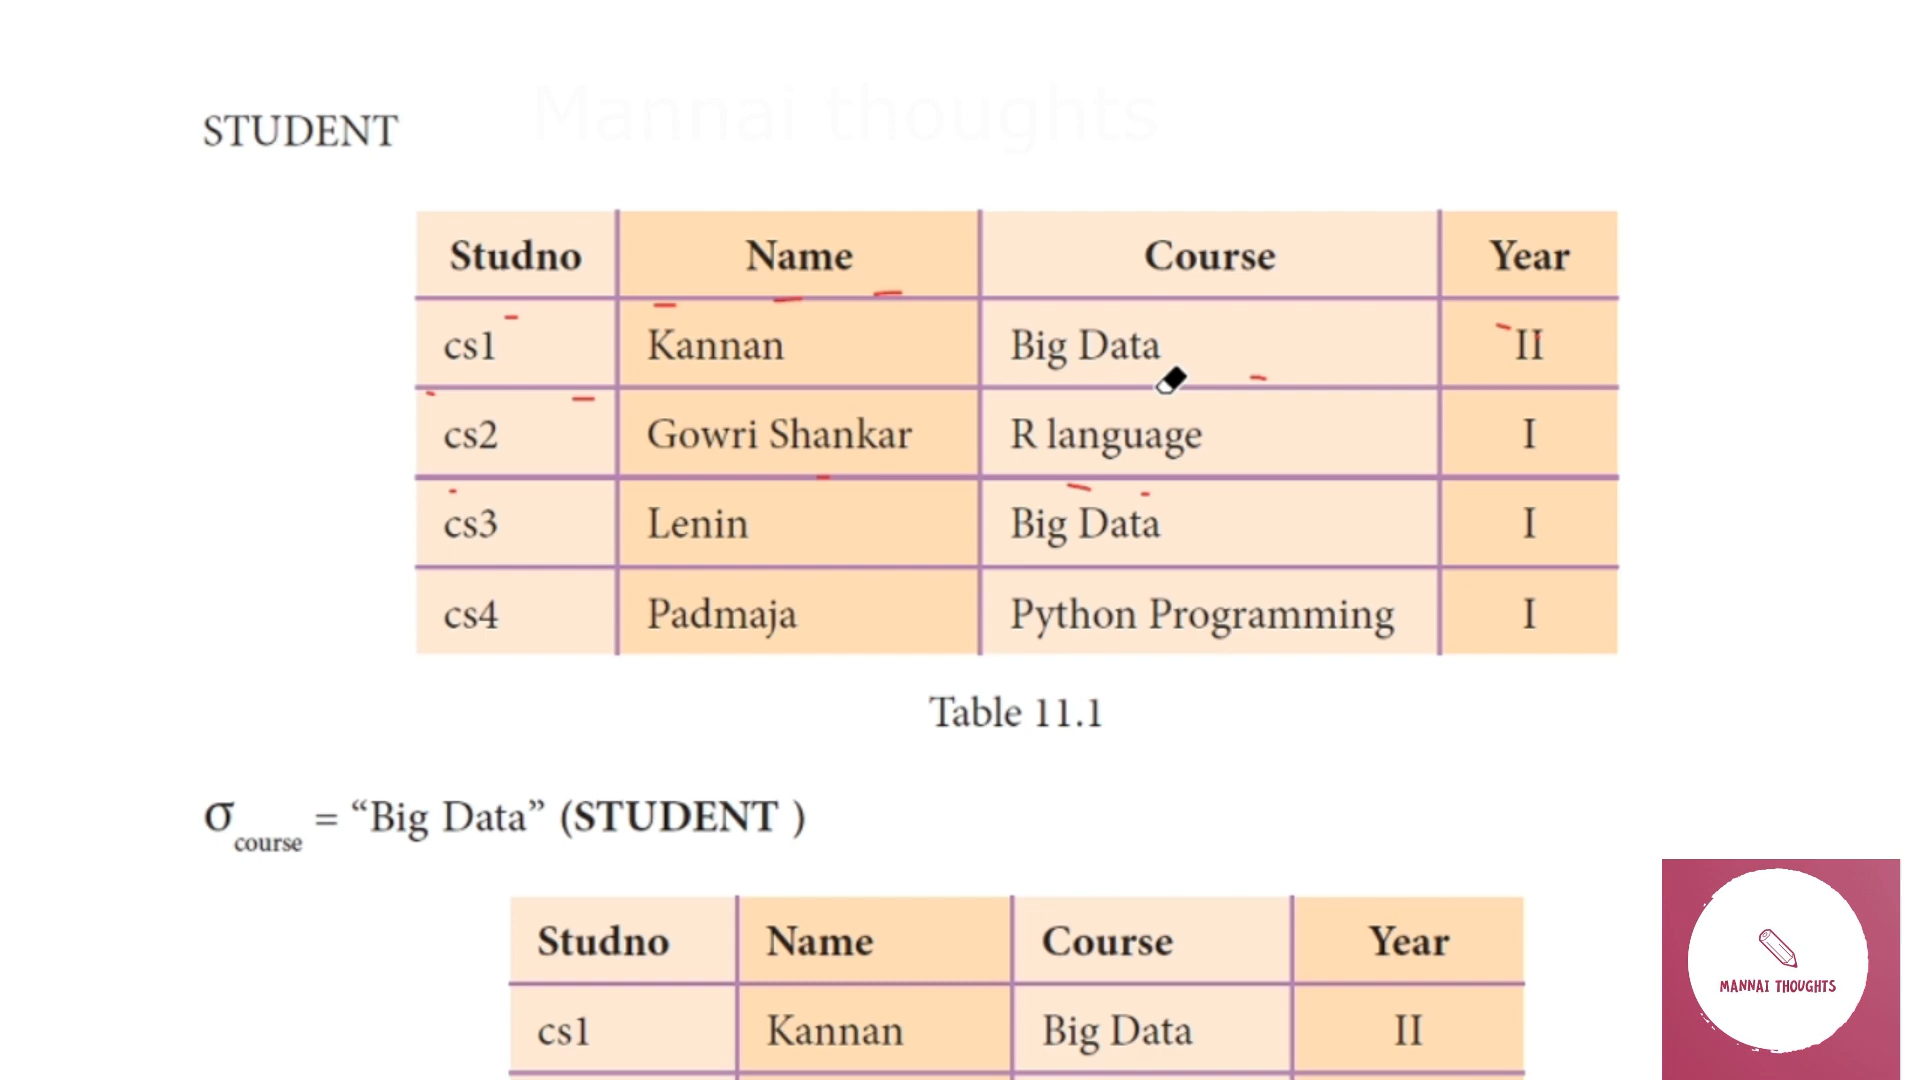 Mannai thoughts
STUDENT
Studno Name Course Year
cs1 Kannan Big Data II
cs2 Gowri Shankar R language I
cs3 Lenin Big Data I
cs4 Padmaja Python Programming I
Table 11.1
σcourse = “Big Data” (STUDENT )
Studno Name Course Year
cs1 Kannan Big Data II
MANNAI THOUGHTS